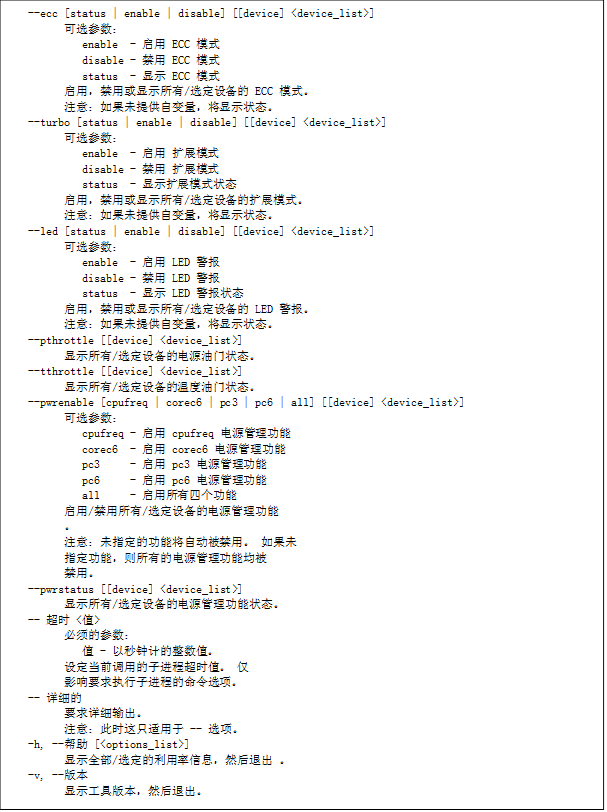 --ecc [status | enable | disable] [[device] <device_list>]
可选参数:
enable - 启用 ECC 模式
disable - 禁用 ECC 模式
status - 显示 ECC 模式
启用，禁用或显示所有/选定设备的 ECC 模式。
注意: 如果未提供自变量，将显示状态。
--turbo [status | enable | disable] [[device] <device_list>]
可选参数:
enable - 启用 扩展模式
disable - 禁用 扩展模式
status - 显示扩展模式状态
启用，禁用或显示所有/选定设备的扩展模式。
注意: 如果未提供自变量，将显示状态。
--led [status | enable | disable] [[device] <device_list>]
可选参数:
enable - 启用 LED 警报
disable - 禁用 LED 警报
status - 显示 LED 警报状态
启用，禁用或显示所有/选定设备的 LED 警报。
注意: 如果未提供自变量，将显示状态。
--pthrottle [[device] <device_list>]
显示所有/选定设备的电源油门状态。
--tthrottle [[device] <device_list>]
显示所有/选定设备的温度油门状态。
--pwrenable [cpufreq | corec6 | pc3 | pc6 | all] [[device] <device_list>]
可选参数:
cpufreq - 启用 cpufreq 电源管理功能
corec6 - 启用 corec6 电源管理功能
pc3 - 启用 pc3 电源管理功能
pc6 - 启用 pc6 电源管理功能
all - 启用所有四个功能
启用/禁用所有/选定设备的电源管理功能
。
注意: 未指定的功能将自动被禁用。 如果未
指定功能，则所有的电源管理功能均被
禁用。
--pwrstatus [[device] <device_list>]
显示所有/选定设备的电源管理功能状态。
-- 超时 <值>
必须的参数:
值 - 以秒钟计的整数值。
设定当前调用的子进程超时值。 仅
影响要求执行子进程的命令选项。
-- 详细的
要求详细输出。
注意: 此时这只适用于 -- 选项。
-h, --帮助 [<options_list>]
显示全部/选定的利用率信息，然后退出 。
-v, --版本
显示工具版本，然后退出。